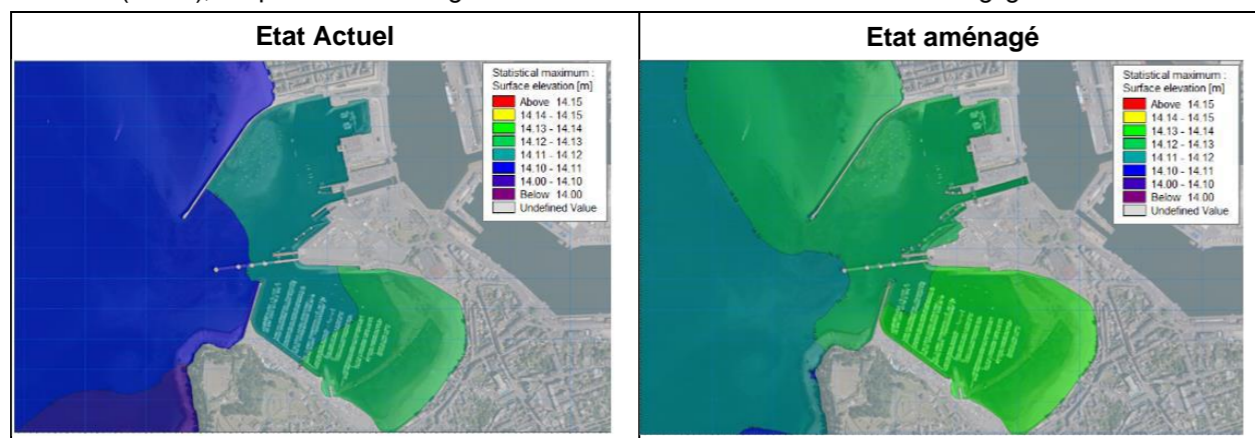 Etat Actuel
Etat aménagé
Statistical maximum :
Surface elevation [m]
Above 14.15
14.14 - 14.15
14.13 - 14.14
14.12 - 14.13
14.11 - 14.12
14.10 - 14.11
14.00 - 14.10
Below 14.00
Undefined Value
Statistical maximum :
Surface elevation [m]
Above 14.15
14.14 - 14.15
14.13 - 14.14
14.12 - 14.13
14.11 - 14.12
14.10 - 14.11
14.00 - 14.10
Below 14.00
Undefined Value